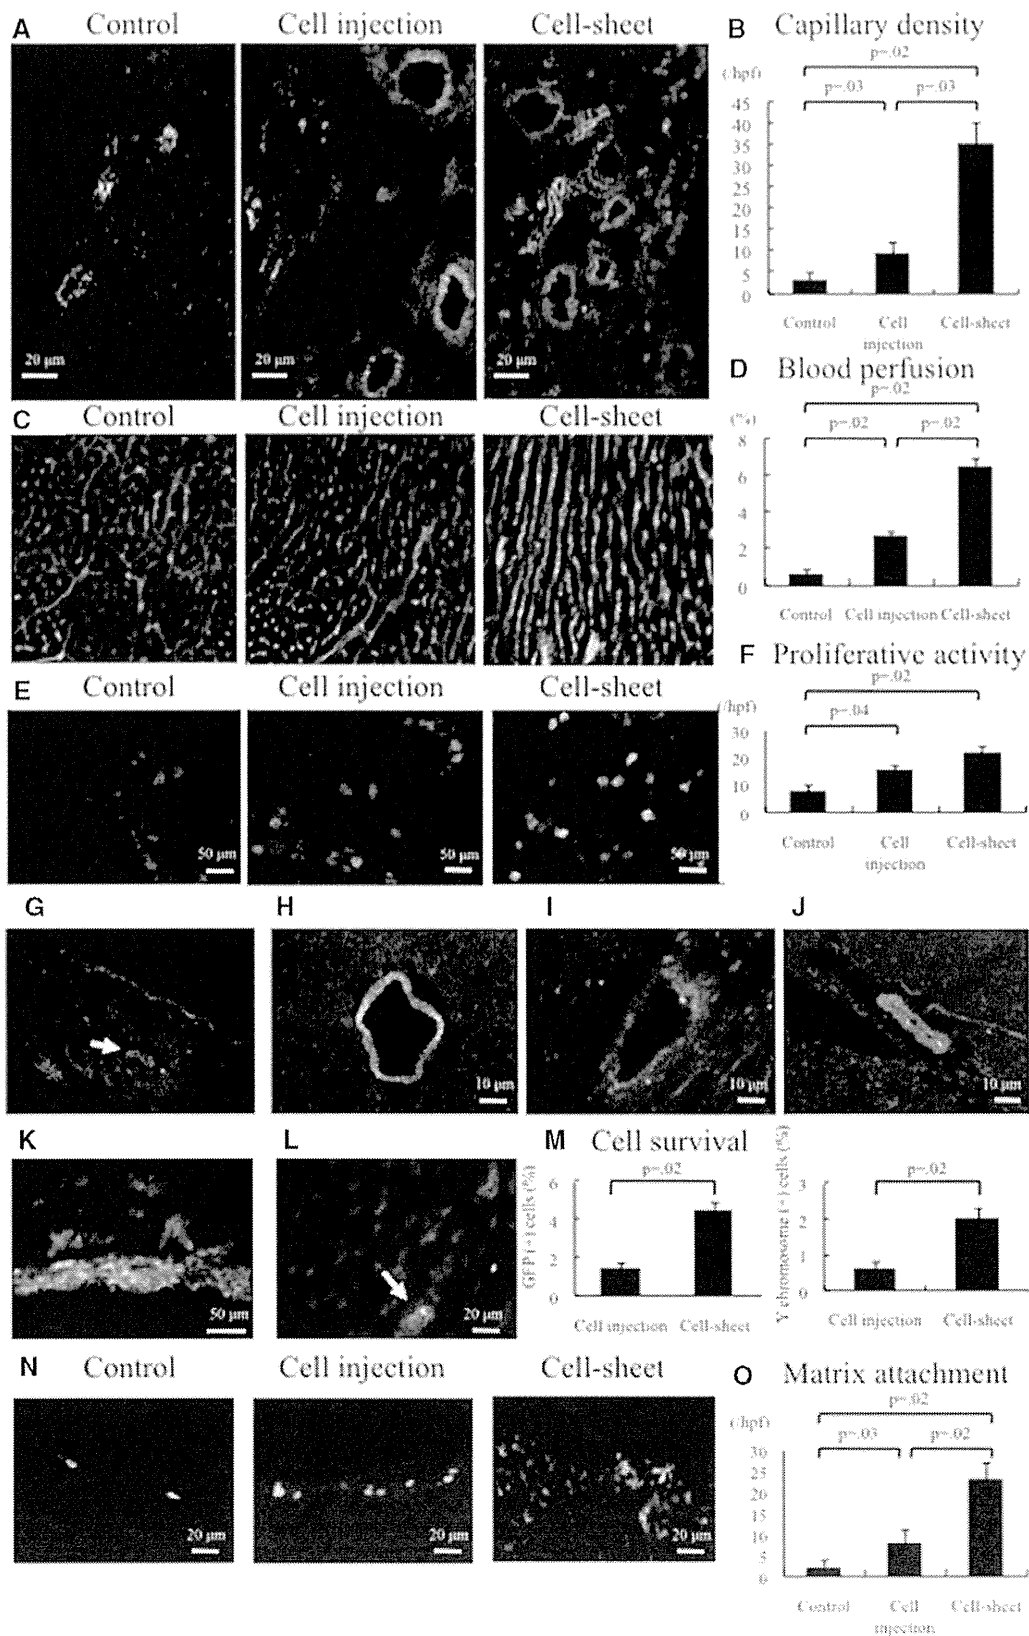 A Control Cell injection Cell-sheet
20 µm 20 µm 20 µm
B Capillary density
p=.02
(/hpf) p=.03 p=.03
45
40
35
30
25
20
15
10
5
0
Control Cell injection Cell-sheet
C Control Cell injection Cell-sheet
D Blood perfusion
p=.02
(%) p=.02 p=.02
8
6
4
2
0
Control Cell injection Cell-sheet
E Control Cell injection Cell-sheet
50 µm 50 µm 50 µm
F Proliferative activity
p=.02
(/hpf) p=.04
30
20
10
0
Control Cell injection Cell-sheet
G H I J
10 µm 10 µm 10 µm
K L
50 µm 20 µm
M Cell survival
GFP (+) cells (%)
p=.02
6
4
2
0
Cell injection Cell-sheet
Y chromosome (+) cells (%)
p=.02
3
2
1
0
Cell injection Cell-sheet
N Control Cell injection Cell-sheet
20 µm 20 µm 20 µm
O Matrix attachment
p=.02
(/hpf) p=.03 p=.02
30
25
20
15
10
5
0
Control Cell injection Cell-sheet